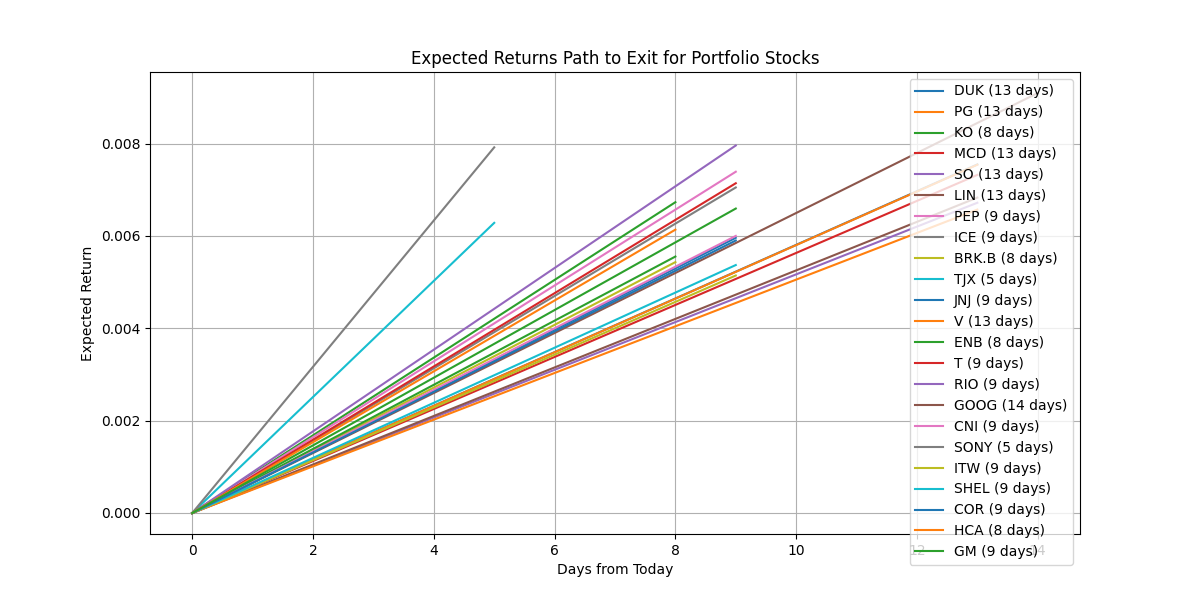 Expected Returns Path to Exit for Portfolio Stocks
Expected Return
0.008
0.006
0.004
0.002
0.000
0 2 4 6 8 10 12 14
Days from Today
DUK (13 days)
PG (13 days)
KO (8 days)
MCD (13 days)
SO (13 days)
LIN (13 days)
PEP (9 days)
ICE (9 days)
BRK.B (8 days)
TJX (5 days)
JNJ (9 days)
V (13 days)
ENB (8 days)
T (9 days)
RIO (9 days)
GOOG (14 days)
CNI (9 days)
SONY (5 days)
ITW (9 days)
SHEL (9 days)
COR (9 days)
HCA (8 days)
GM (9 days)